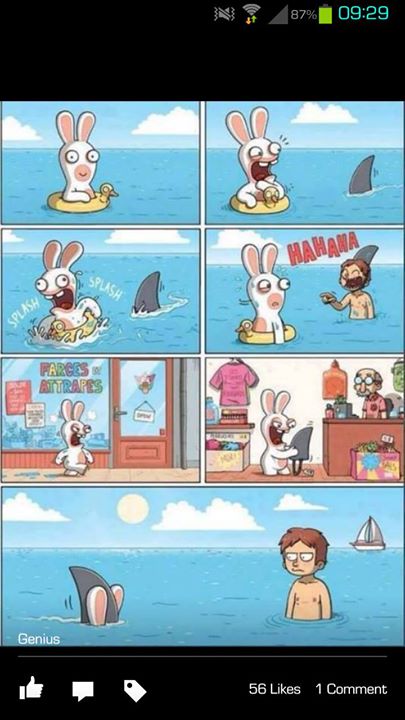 87% 09:29
HAHAHA
SPLASH
SPLASH
FARCES ET
ATTRAPES
OPEN
Genius
56 Likes 1 Comment